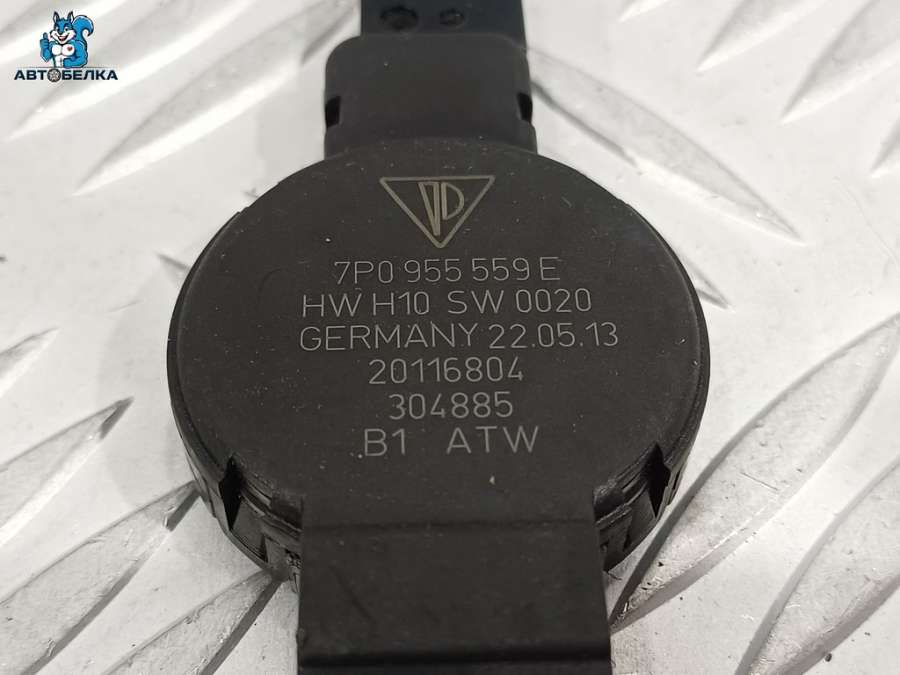 АВТОБЕЛКА
7P0 955 559 E
HW H10 SW 0020
GERMANY 22.05.13
20116804
304885
B1 ATW